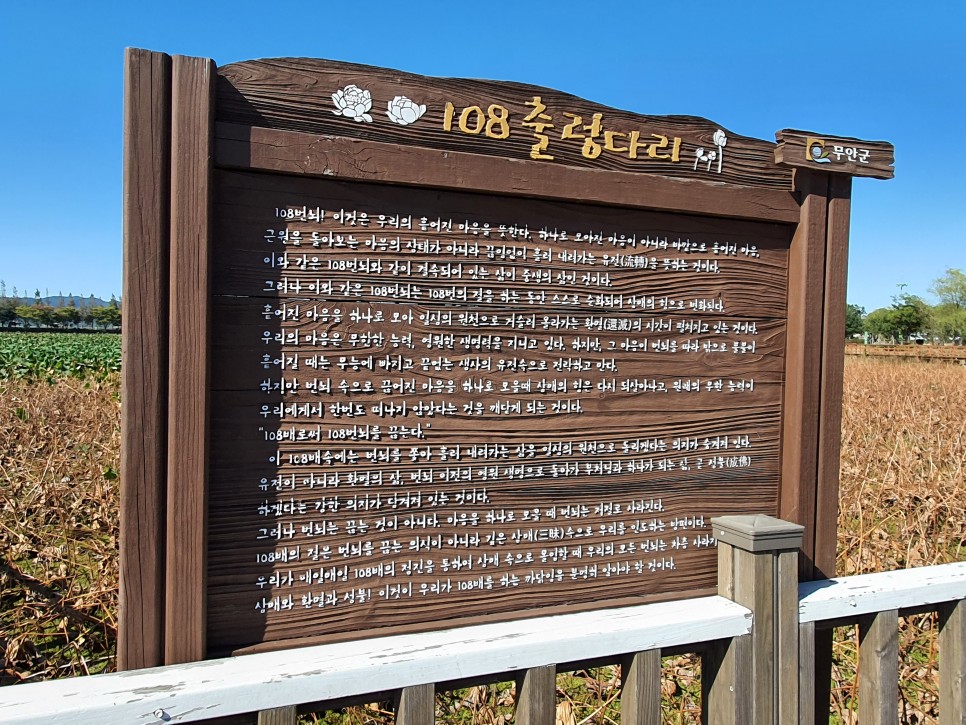 108출렁다리
무안군
108번뇌! 이것은 우리의 흩어진 마음을 뜻한다. 하나로 모아진 마음이 아니라 바깥으로 흩어진 마음.
근원을 돌아보는 마음의 상태가 아니라 끊임없이 흘러 내려가는 유전(流轉)을 뜻하는 것이다.
이와 같은 108번뇌와 같이 결속되어 있는 삶이 중생의 삶인 것이다.
그러나 이와 같은 108번뇌는 108번의 절을 하는 동안 스스로 승화되어 삼매의 힘으로 변화된다.
흩어진 마음을 하나로 모아 일심의 원천으로 거슬러 올라가는 환멸(還滅)의 시간이 펼쳐지고 있는 것이다.
우리의 마음은 무한한 능력, 영원한 생명력을 지니고 있다. 하지만, 그 마음이 번뇌를 따라 밖으로 뿔뿔이
흩어질 때는 무능에 빠지고 끝없는 생사의 유전속으로 전락하고 만다.
하지만 번뇌 속으로 흩어진 마음을 하나로 모을때 삼매의 힘은 다시 되살아나고, 원래의 무한 능력이
우리에게서 한번도 떠나지 않았다는 것을 깨닫게 되는 것이다.
"108배로써 108번뇌를 끊는다."
이 108배속에는 번뇌를 쫓아 흘러 내려가는 삶을 일심의 원천으로 돌리겠다는 의지가 숨겨져 있다.
유전이 아니라 환멸의 삶, 번뇌 이전의 영원 생명으로 돌아가 부처님과 하나가 되는 삶, 곧 성불(成佛)
하겠다는 강한 의지가 담겨져 있는 것이다.
그러나 번뇌는 끊는 것이 아니다. 마음을 하나로 모을 때 번뇌는 저절로 사라진다.
108배의 절은 번뇌를 끊는 의식이 아니라 깊은 삼매(三昧)속으로 우리를 인도하는 방편이다.
우리가 매일매일 108배의 정진을 통하여 삼매 속으로 몰입할 때 우리의 모든 번뇌는 차츰 사라지
삼매와 환멸과 성불! 이것이 우리가 108배를 하는 까닭임을 분명히 알아야 할 것이다.